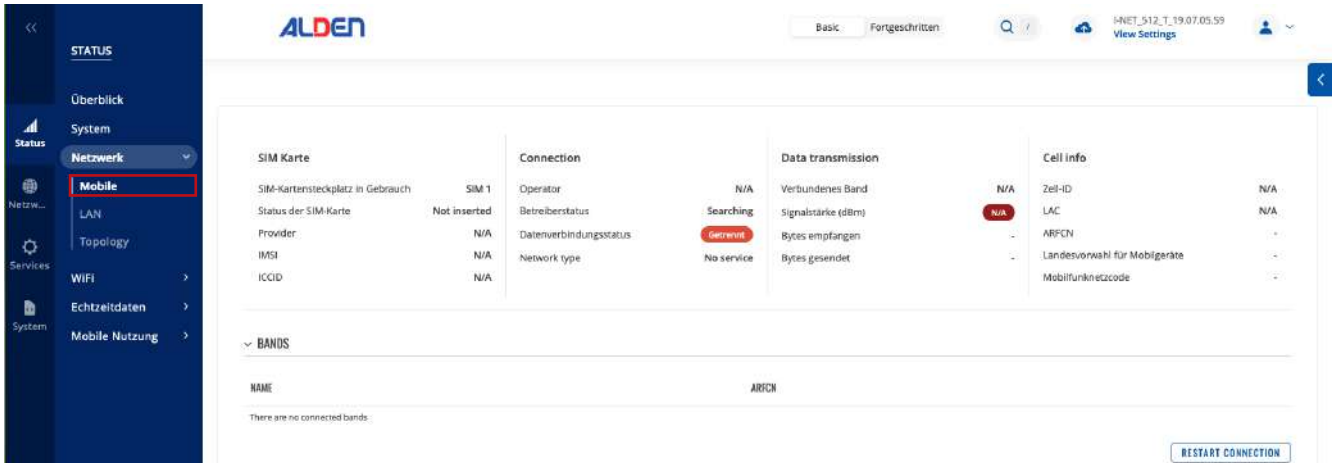 <<
STATUS
ALDEN
Basic
Fortgeschritten
/
I-NET_512_T_19.07.05.59
View Settings
Überblick
System
Netzwerk
Mobile
LAN
Topology
WiFi
Echtzeitdaten
Mobile Nutzung
Status
Netzw...
Services
System
SIM Karte
SIM-Kartensteckplatz in Gebrauch SIM 1
Status der SIM-Karte Not inserted
Provider N/A
IMSI N/A
ICCID N/A
Connection
Operator N/A
Betreiberstatus Searching
Datenverbindungsstatus Getrennt
Network type No service
Data transmission
Verbundenes Band N/A
Signalstärke (dBm) N/A
Bytes empfangen -
Bytes gesendet -
Cell info
Zell-ID N/A
LAC N/A
ARFCN -
Landesvorwahl für Mobilgeräte -
Mobilfunknetzcode -
BANDS
NAME ARFCN
There are no connected bands
RESTART CONNECTION